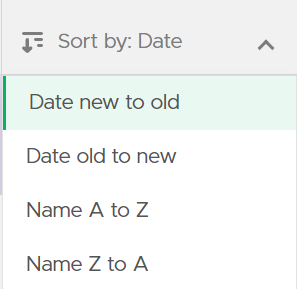 Sort by: Date
Date new to old
Date old to new
Name A to Z
Name Z to A